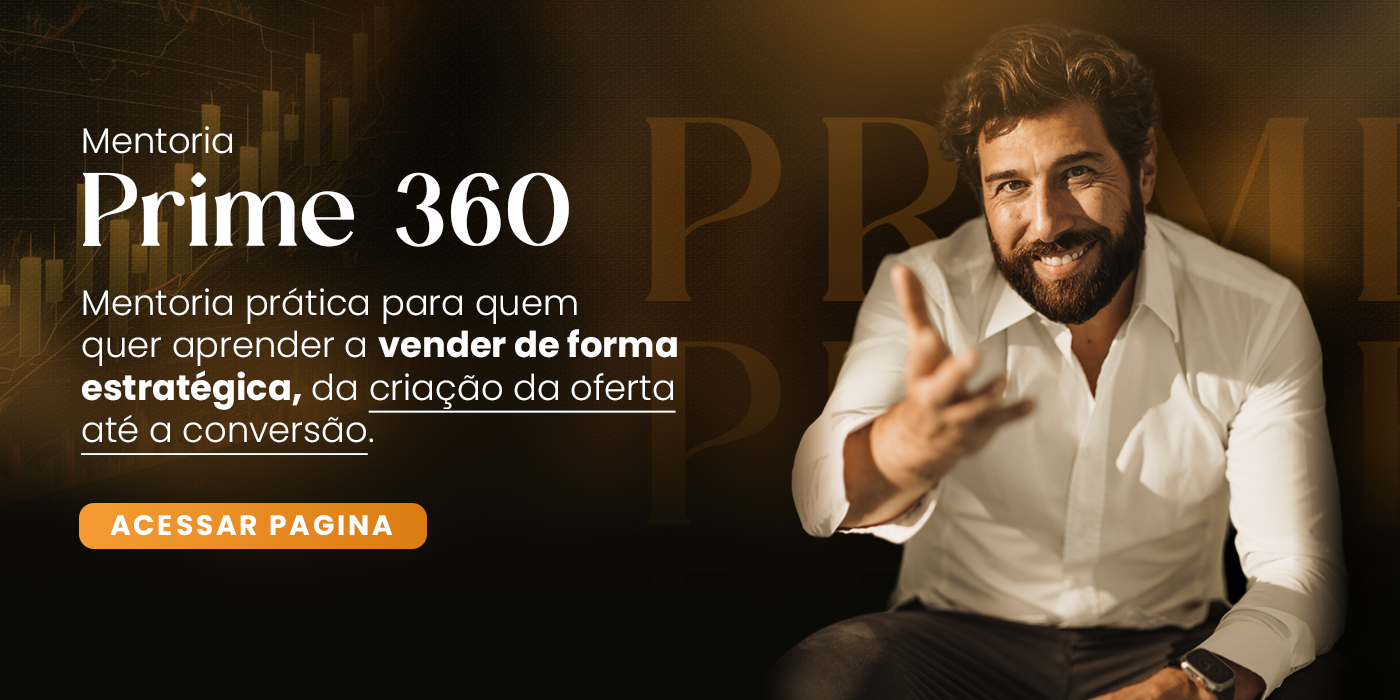 Mentoria
Prime 360
Mentoria prática para quem
quer aprender a vender de forma
estratégica, da criação da oferta
até a conversão.
ACESSAR PAGINA